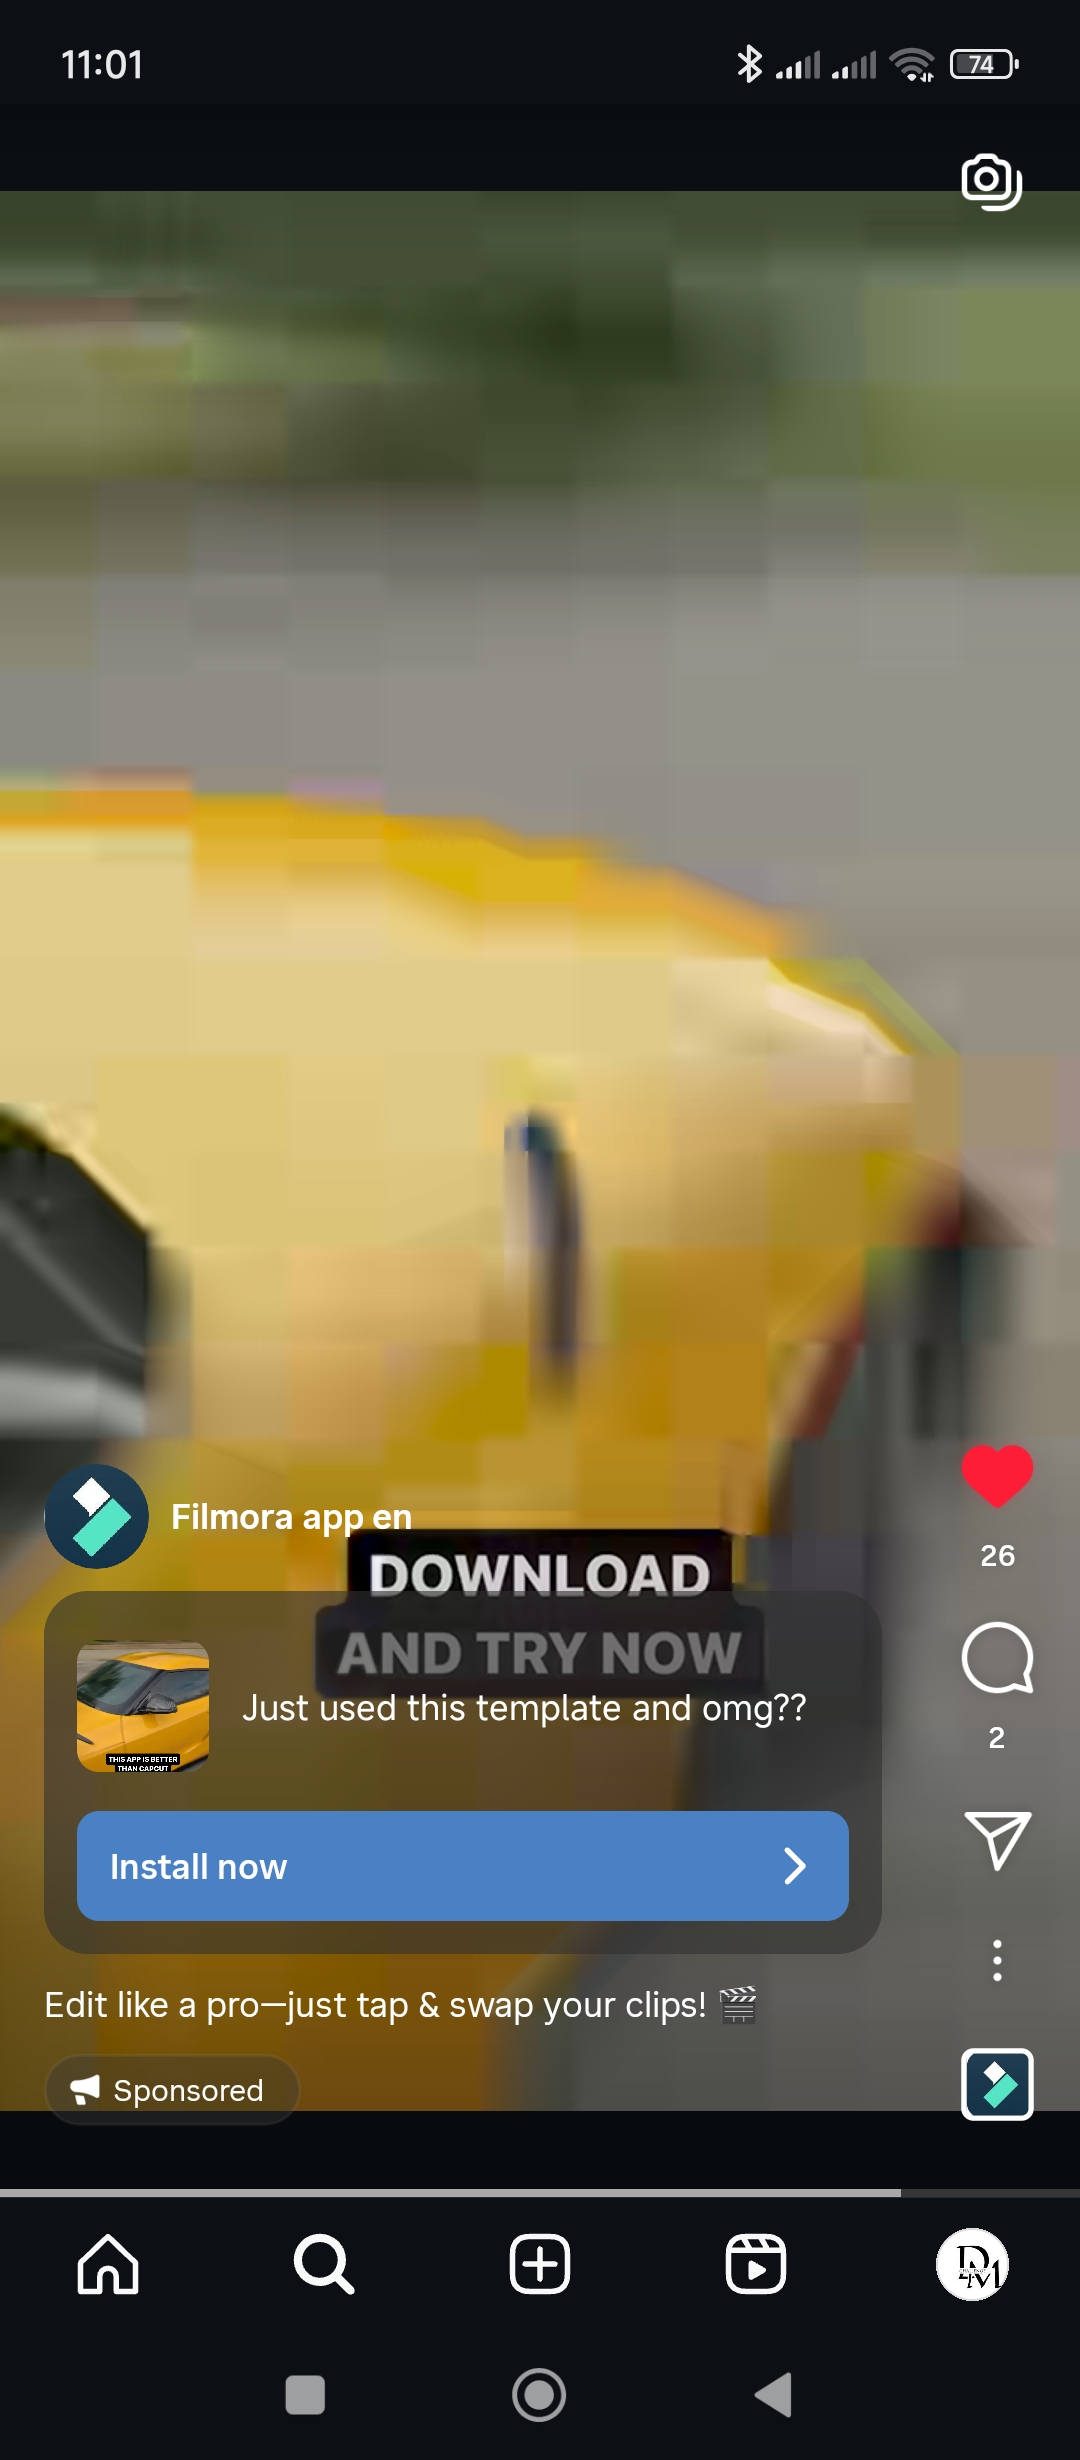 11:01
74
Filmora app en
DOWNLOAD
AND TRY NOW
THIS APP IS BETTER
THAN CAPCUT
Just used this template and omg??
Install now
26
2
Edit like a pro—just tap & swap your clips! 🎬
Sponsored
DM